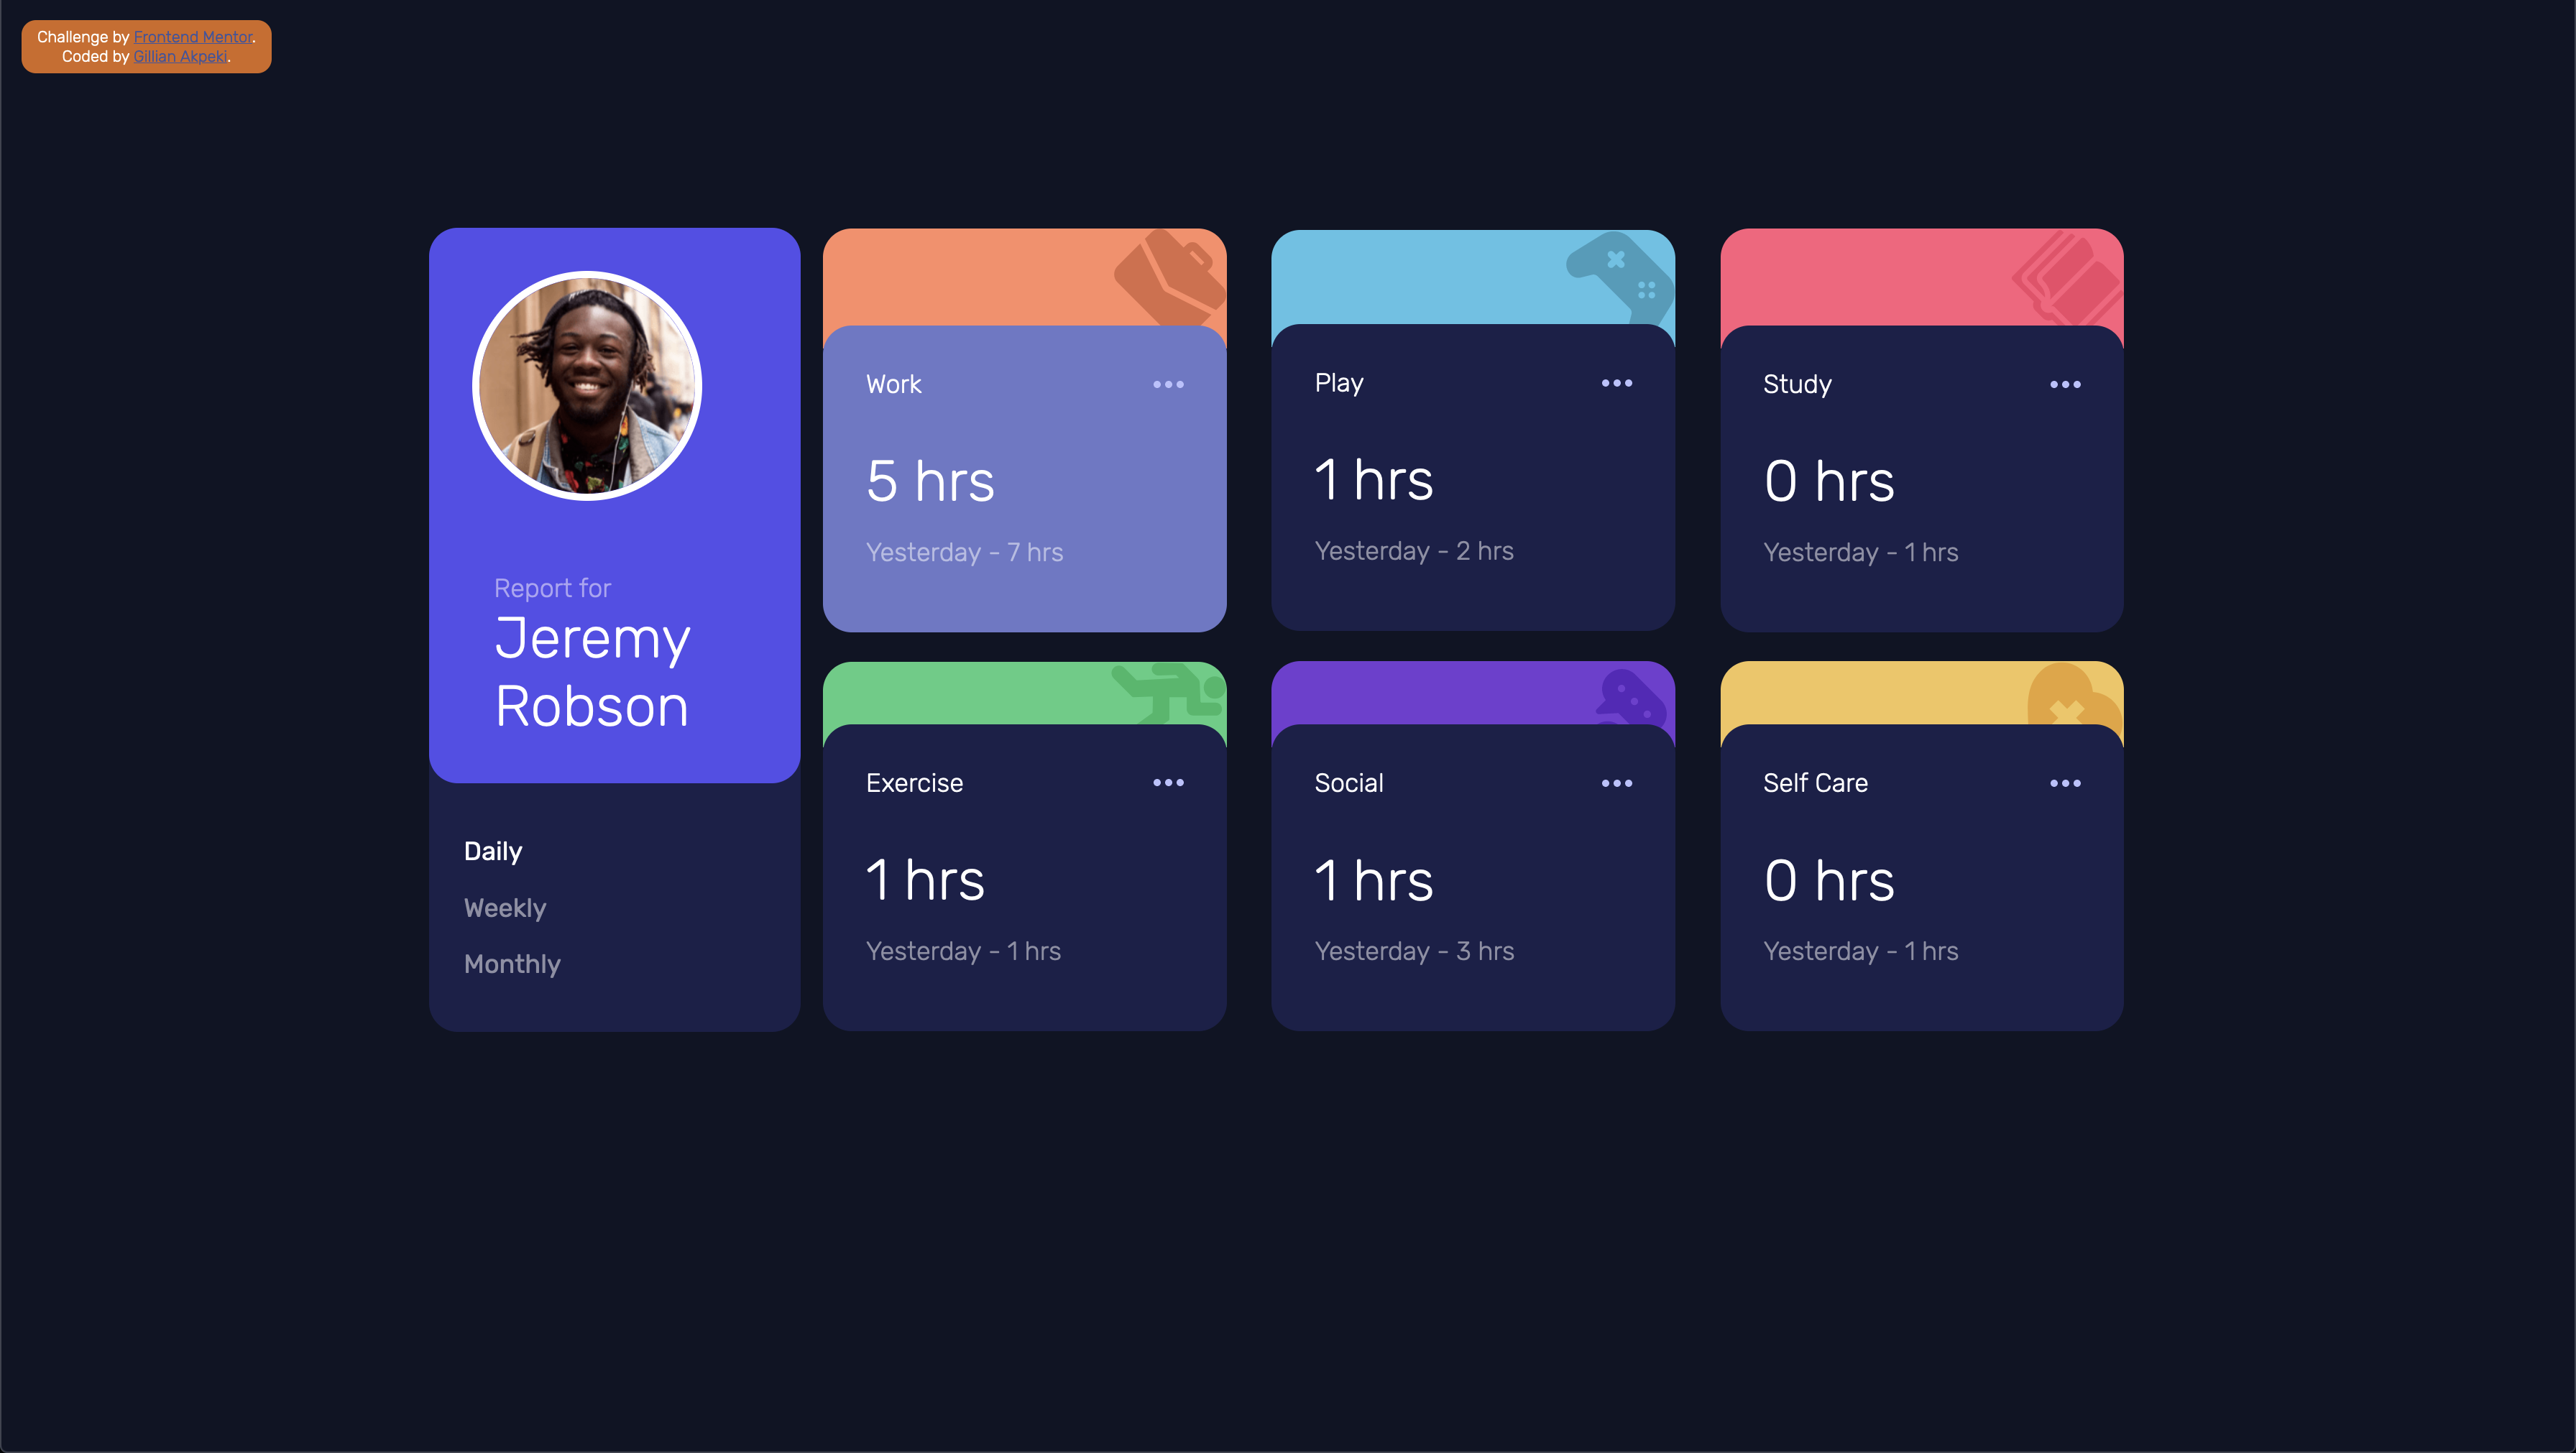 Challenge by Frontend Mentor.
Coded by Gillian Akpeki.
Report for
Jeremy
Robson
Daily
Weekly
Monthly
Work
5 hrs
Yesterday - 7 hrs
Play
1 hrs
Yesterday - 2 hrs
Study
0 hrs
Yesterday - 1 hrs
Exercise
1 hrs
Yesterday - 1 hrs
Social
1 hrs
Yesterday - 3 hrs
Self Care
0 hrs
Yesterday - 1 hrs